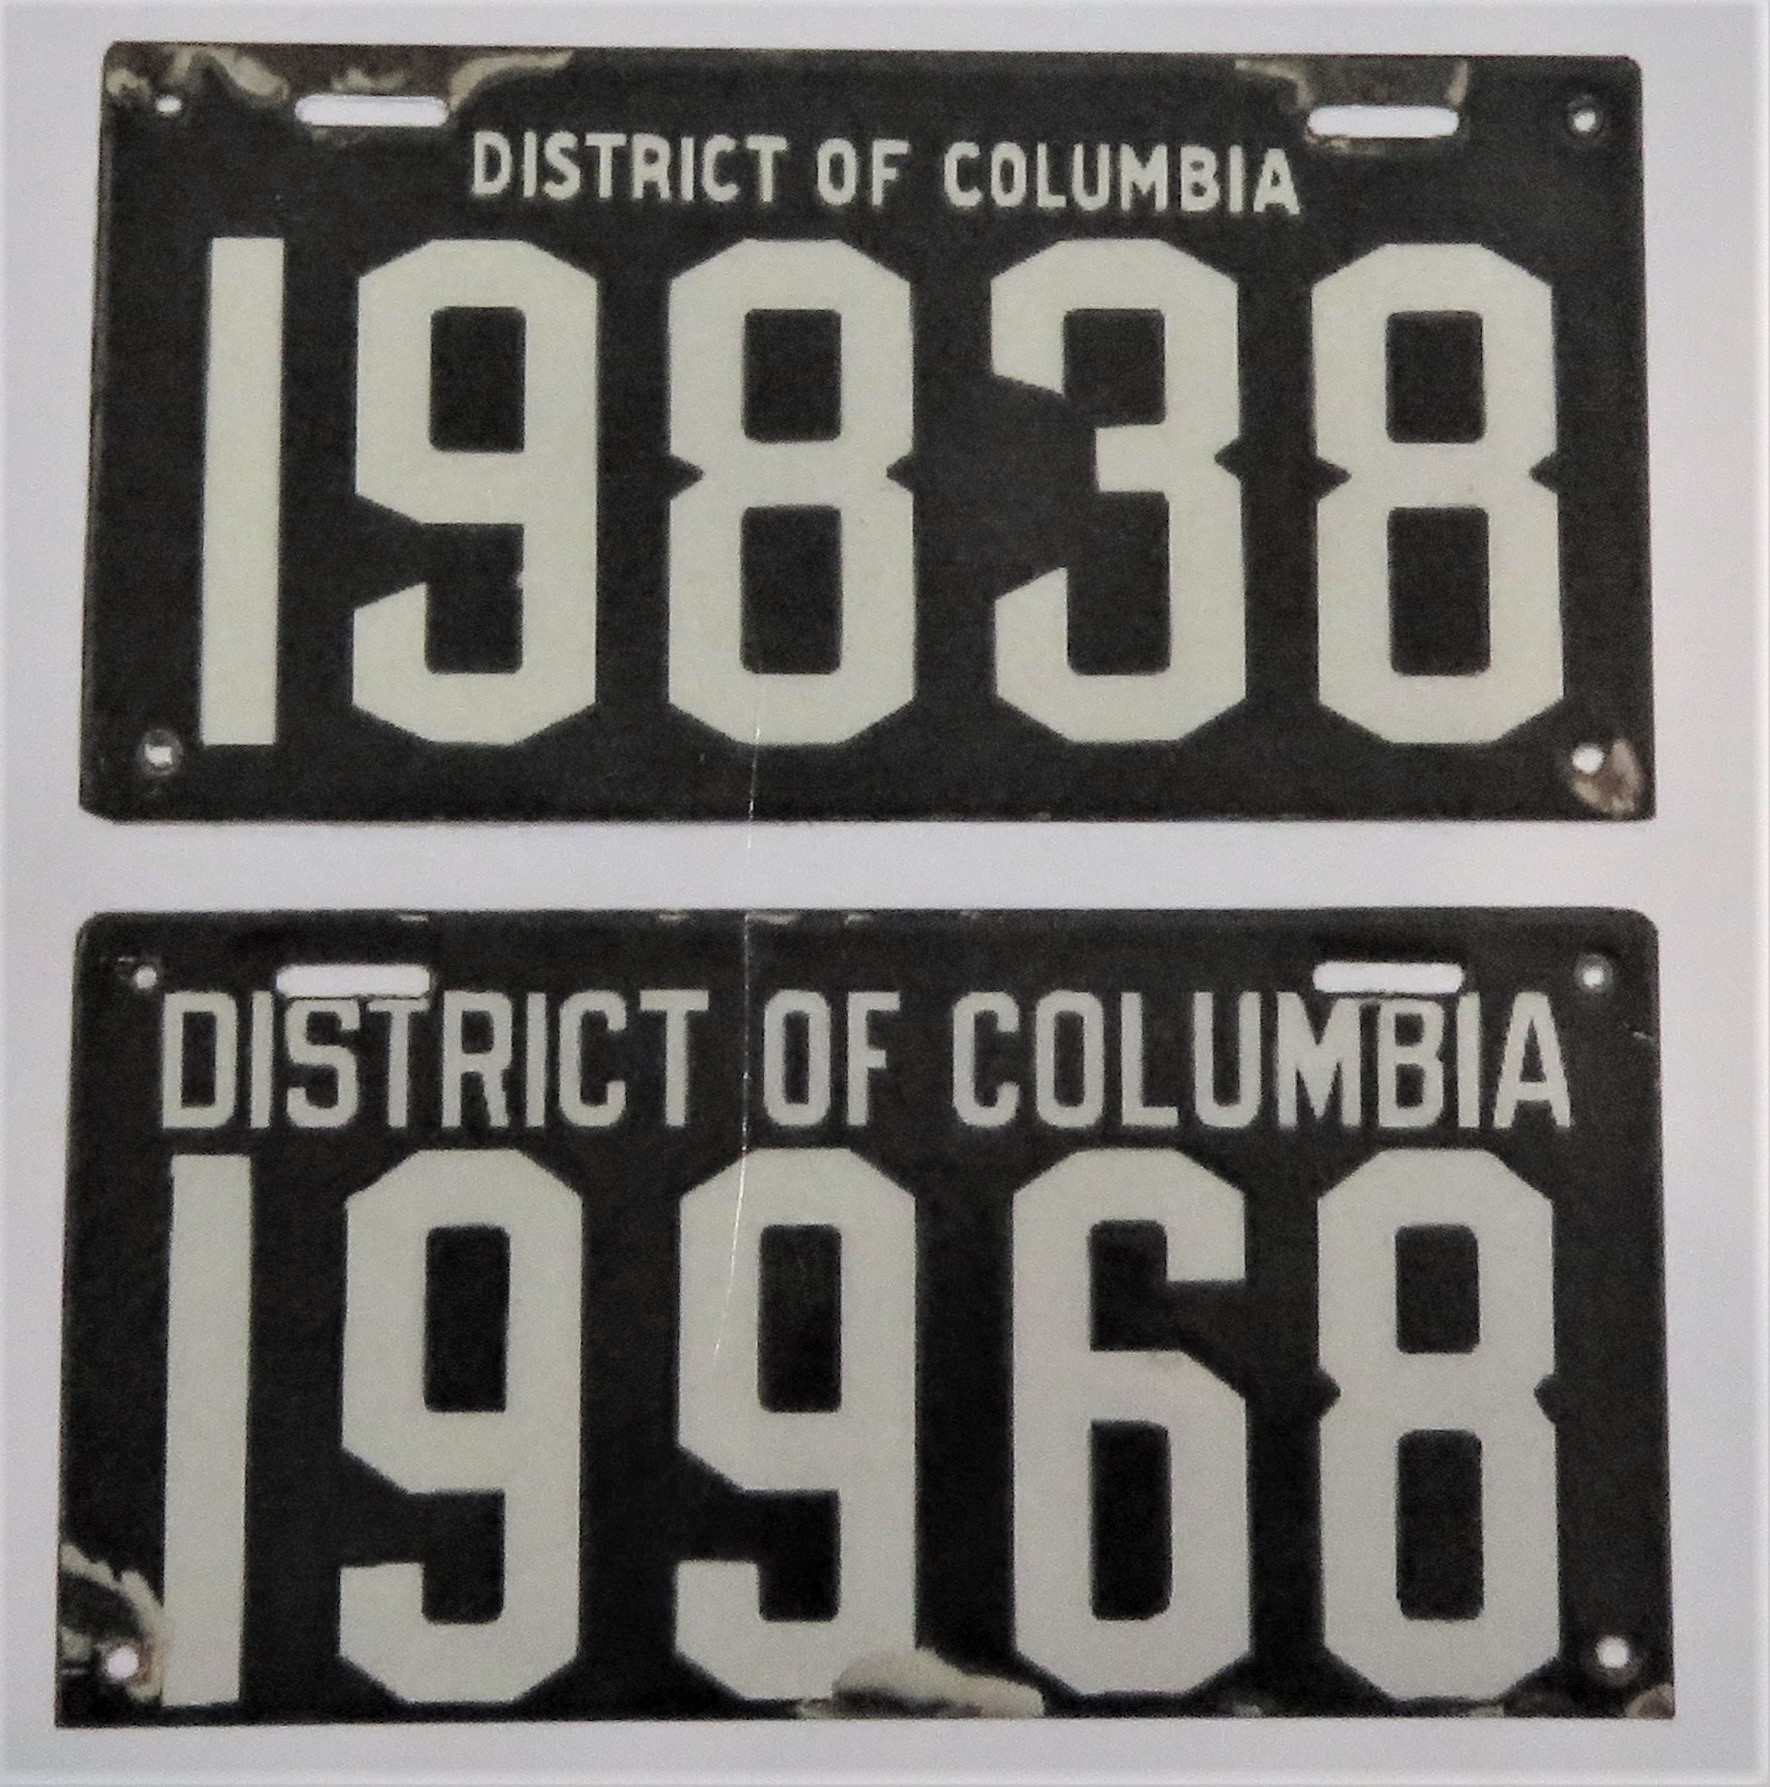 DISTRICT OF COLUMBIA
19838
DISTRICT OF COLUMBIA
19968